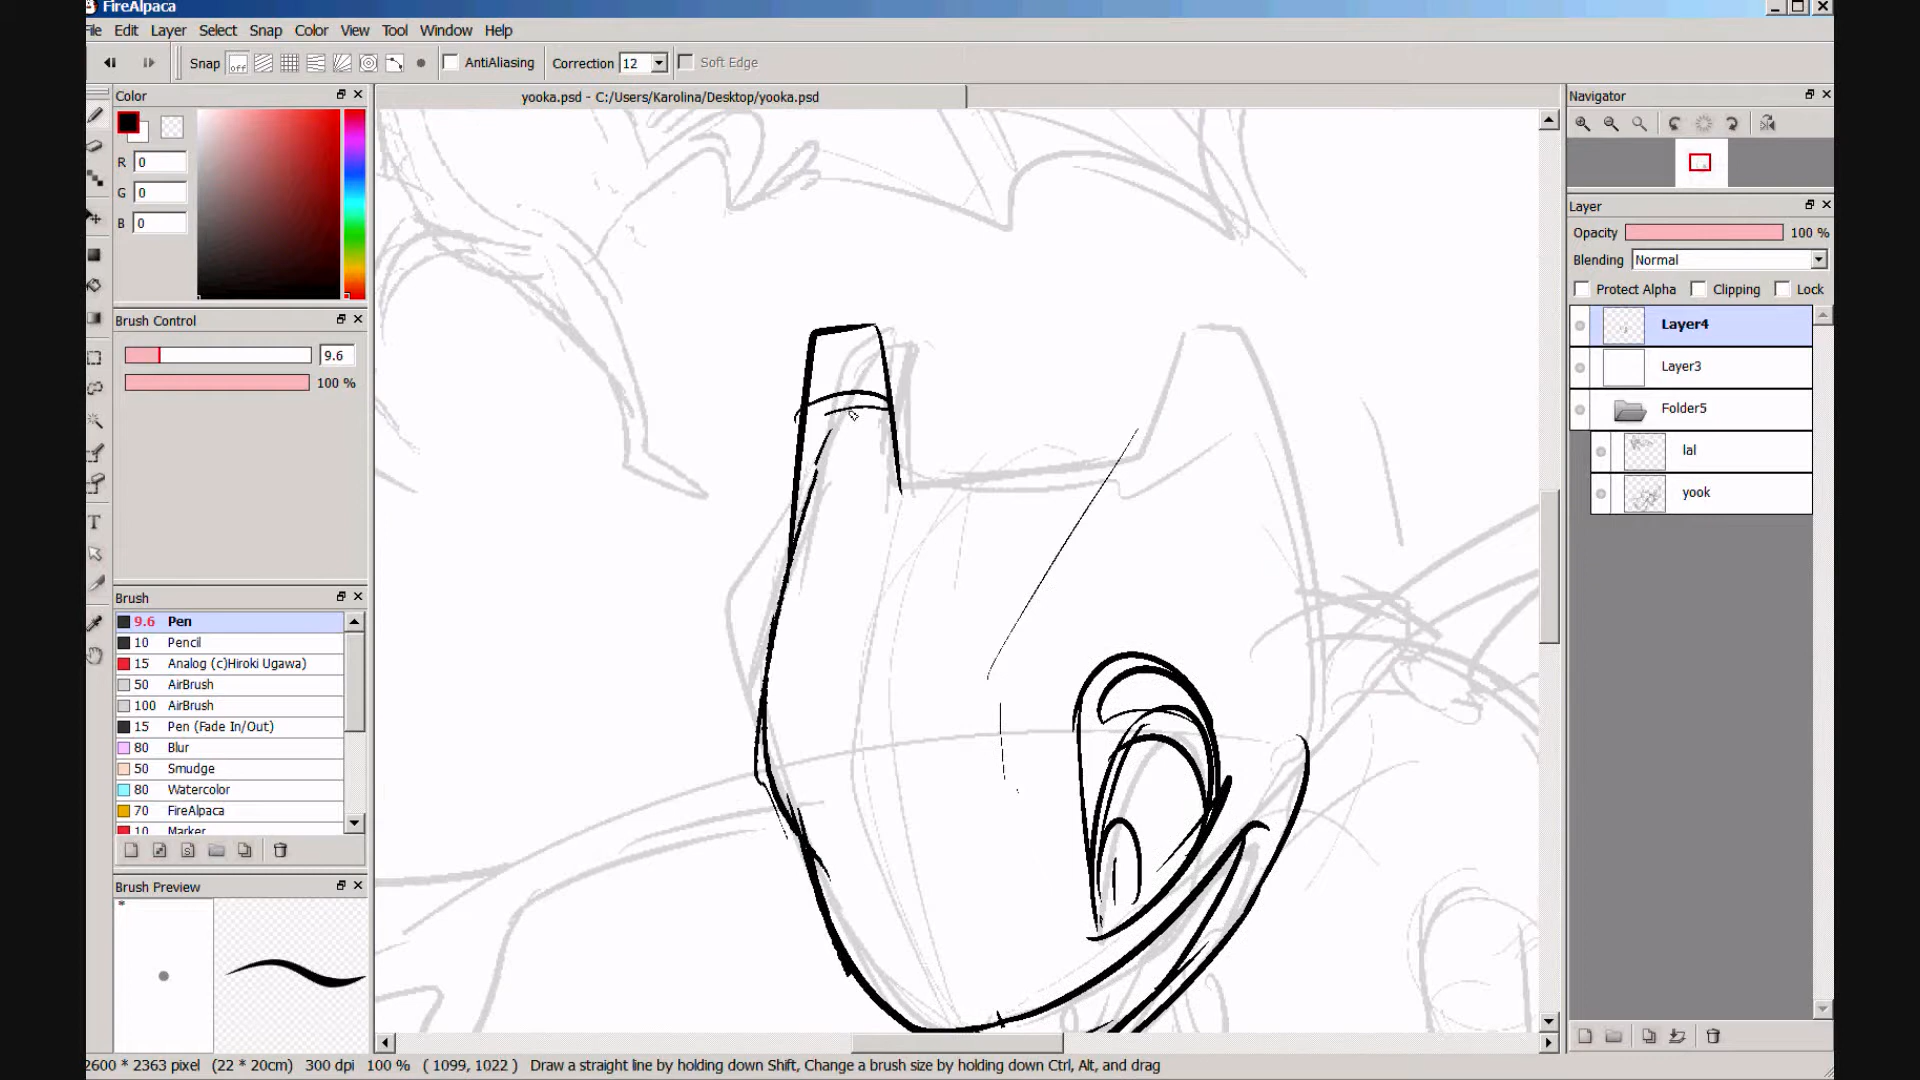 FireAlpaca
File Edit Layer Select Snap Color View Tool Window Help
Snap off AntiAliasing Correction 12 Soft Edge
Color
yooka.psd - C:/Users/Karolina/Desktop/yooka.psd
Navigator
R 0
G 0
B 0
Layer
Opacity 100 %
Blending Normal
Protect Alpha Clipping Lock
Brush Control
Layer4
9.6
Layer3
100 %
Folder5
lal
yook
Brush
9.6 Pen
10 Pencil
15 Analog (c)Hiroki Ugawa)
50 AirBrush
100 AirBrush
15 Pen (Fade In/Out)
80 Blur
50 Smudge
80 Watercolor
70 FireAlpaca
10 Marker
Brush Preview
*
2600 * 2363 pixel (22 * 20cm) 300 dpi 100 % ( 1099, 1022 ) Draw a straight line by holding down Shift, Change a brush size by holding down Ctrl, Alt, and drag